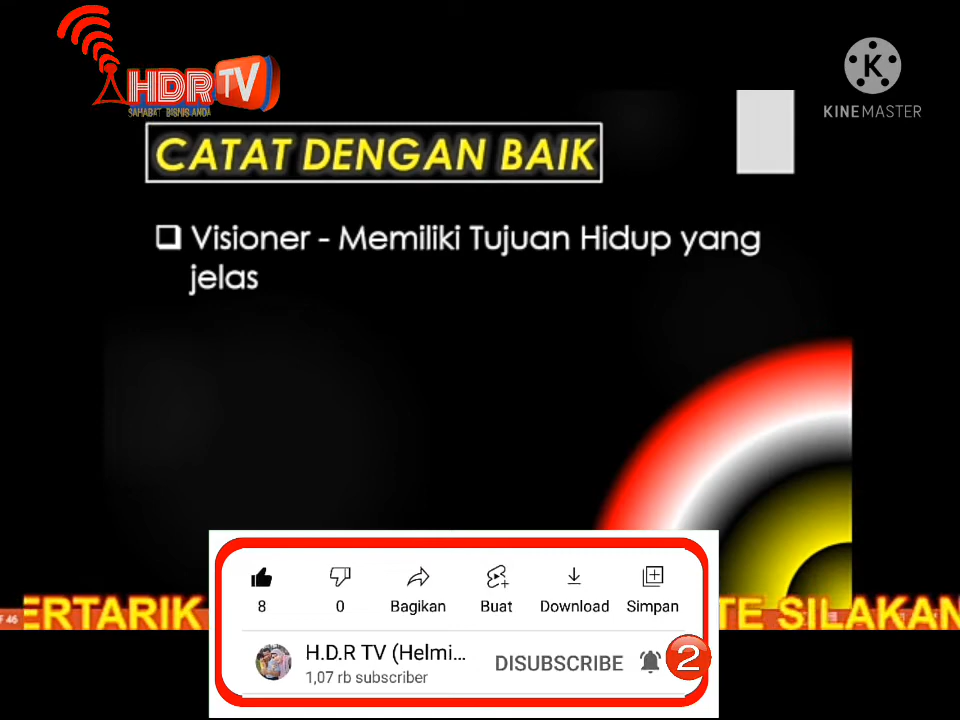 HDR TV
SAHABAT BISNIS ANDA
K
KINEMASTER
CATAT DENGAN BAIK
❑ Visioner - Memiliki Tujuan Hidup yang
jelas
F 46
ERTARIK
TE SILAKAN
8 0 Bagikan Buat Download Simpan
H.D.R TV (Helmi...
DISUBSCRIBE
2
1,07 rb subscriber